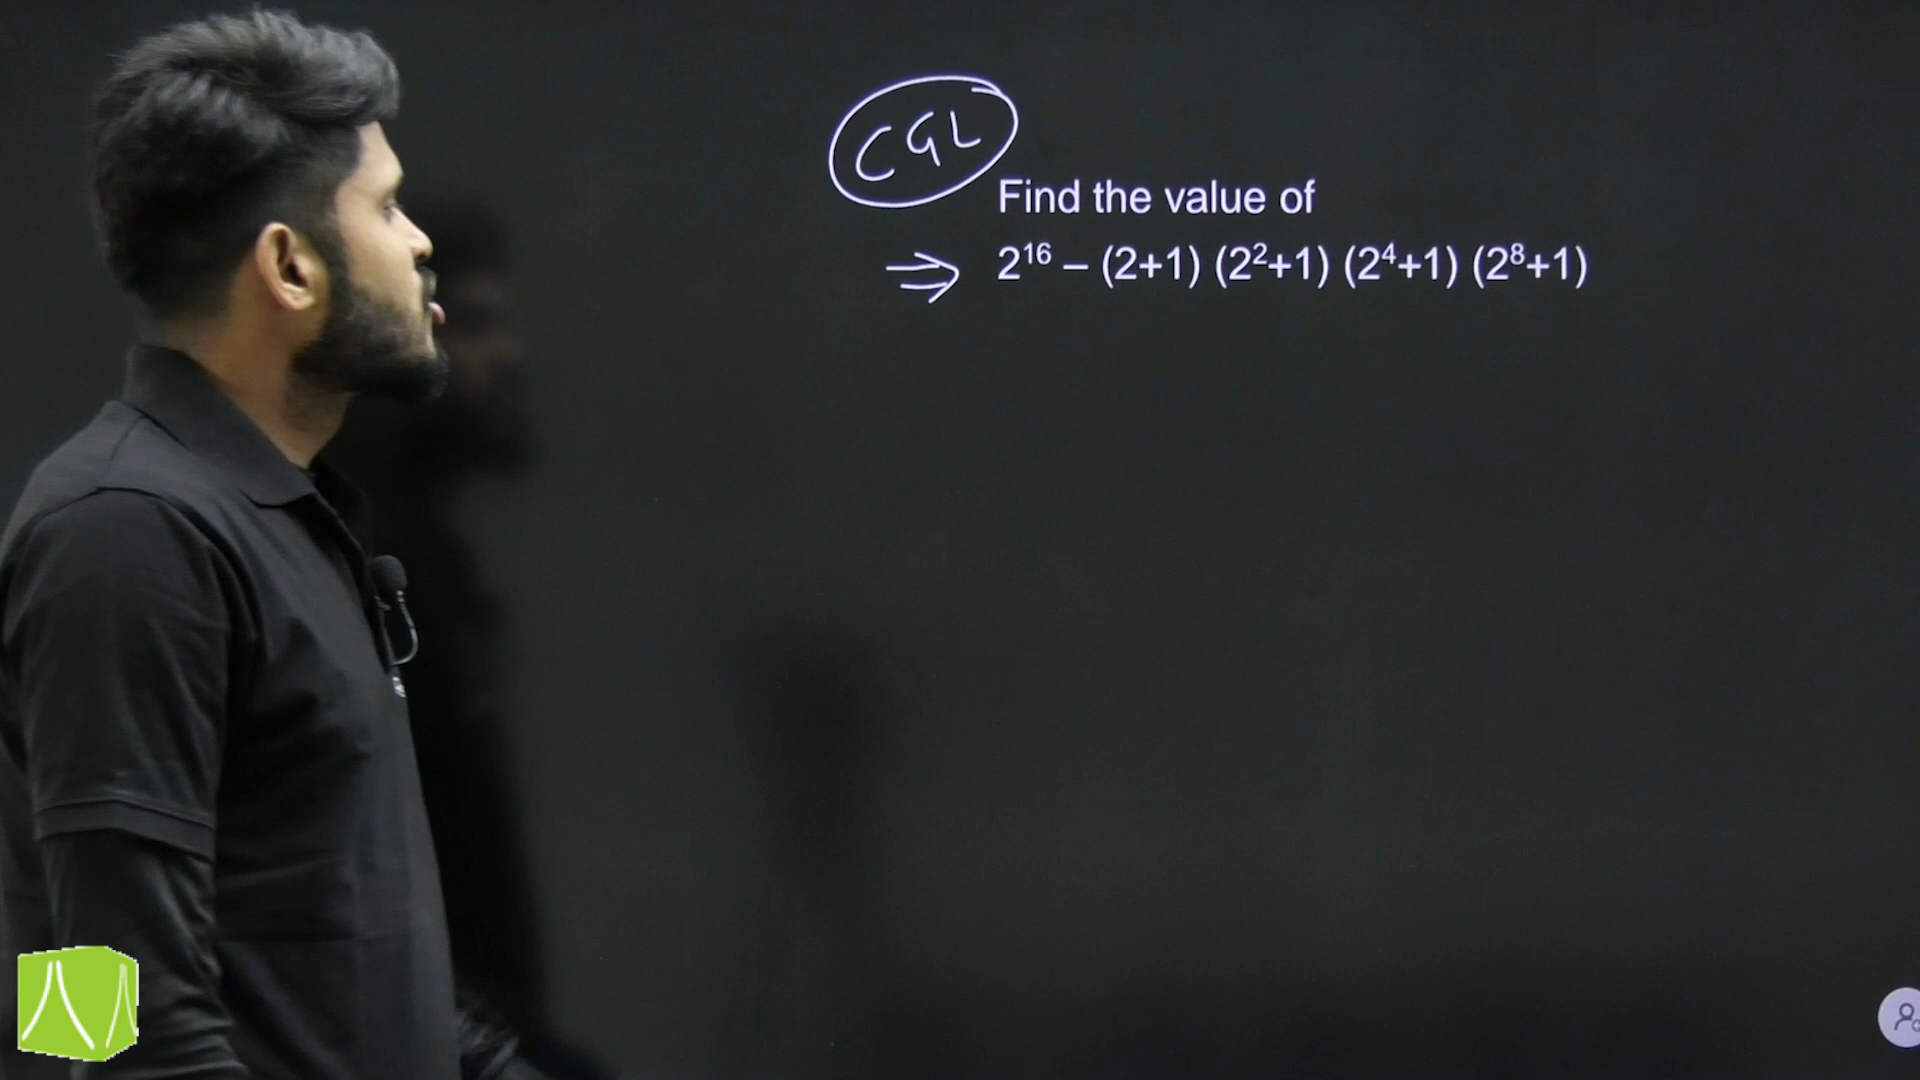 CGL
Find the value of
⇒ 2¹⁶ – (2+1) (2²+1) (2⁴+1) (2⁸+1)